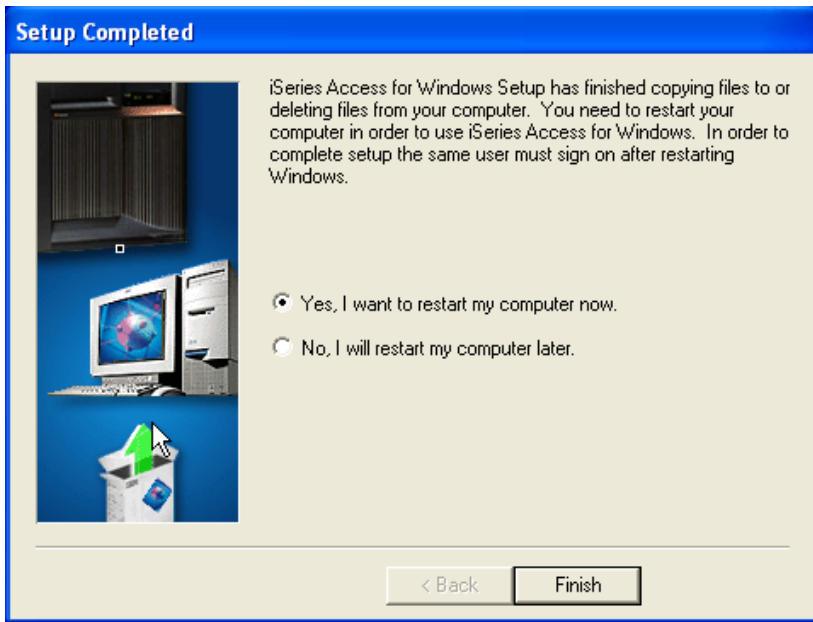 Setup Completed
iSeries Access for Windows Setup has finished copying files to or
deleting files from your computer.  You need to restart your
computer in order to use iSeries Access for Windows.  In order to
complete setup the same user must sign on after restarting
Windows.
Yes, I want to restart my computer now.
No, I will restart my computer later.
< Back
Finish